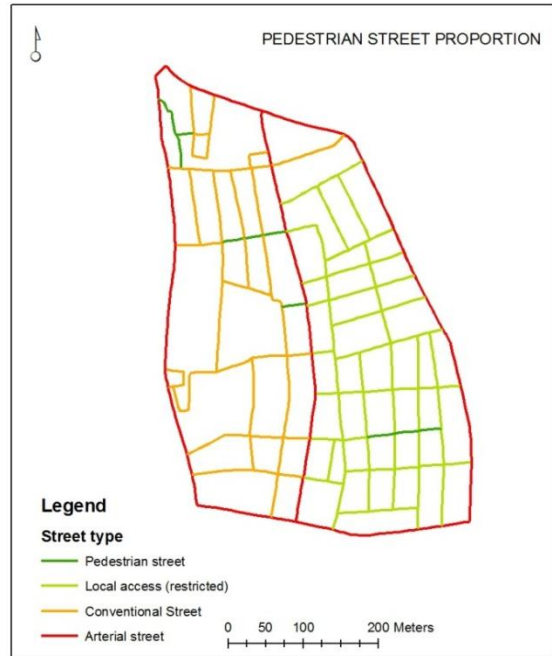 PEDESTRIAN STREET PROPORTION
Legend
Street type
Pedestrian street
Local access (restricted)
Conventional Street
Arterial street
0 50 100 200 Meters